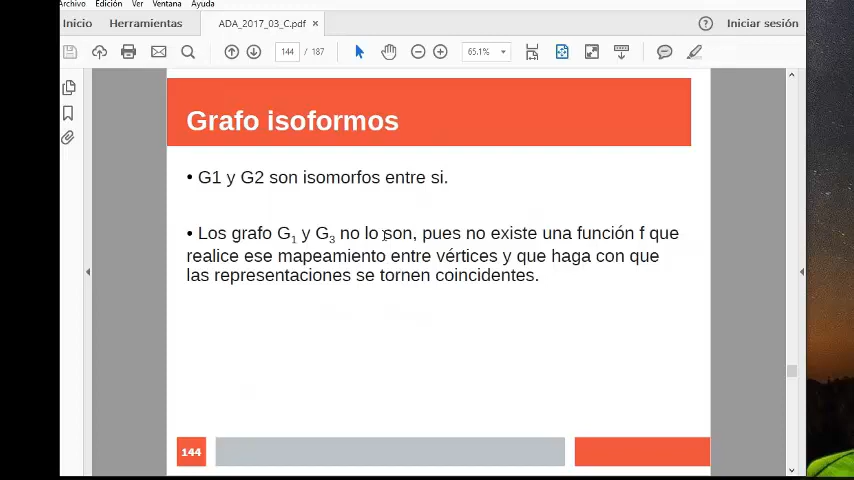 Archivo Edición Ver Ventana Ayuda
Inicio Herramientas ADA_2017_03_C.pdf × Iniciar sesión
144 / 187 65.1%
Grafo isoformos
• G1 y G2 son isomorfos entre si.
• Los grafo G₁ y G₃ no lo son, pues no existe una función f que
realice ese mapeamiento entre vértices y que haga con que
las representaciones se tornen coincidentes.
144